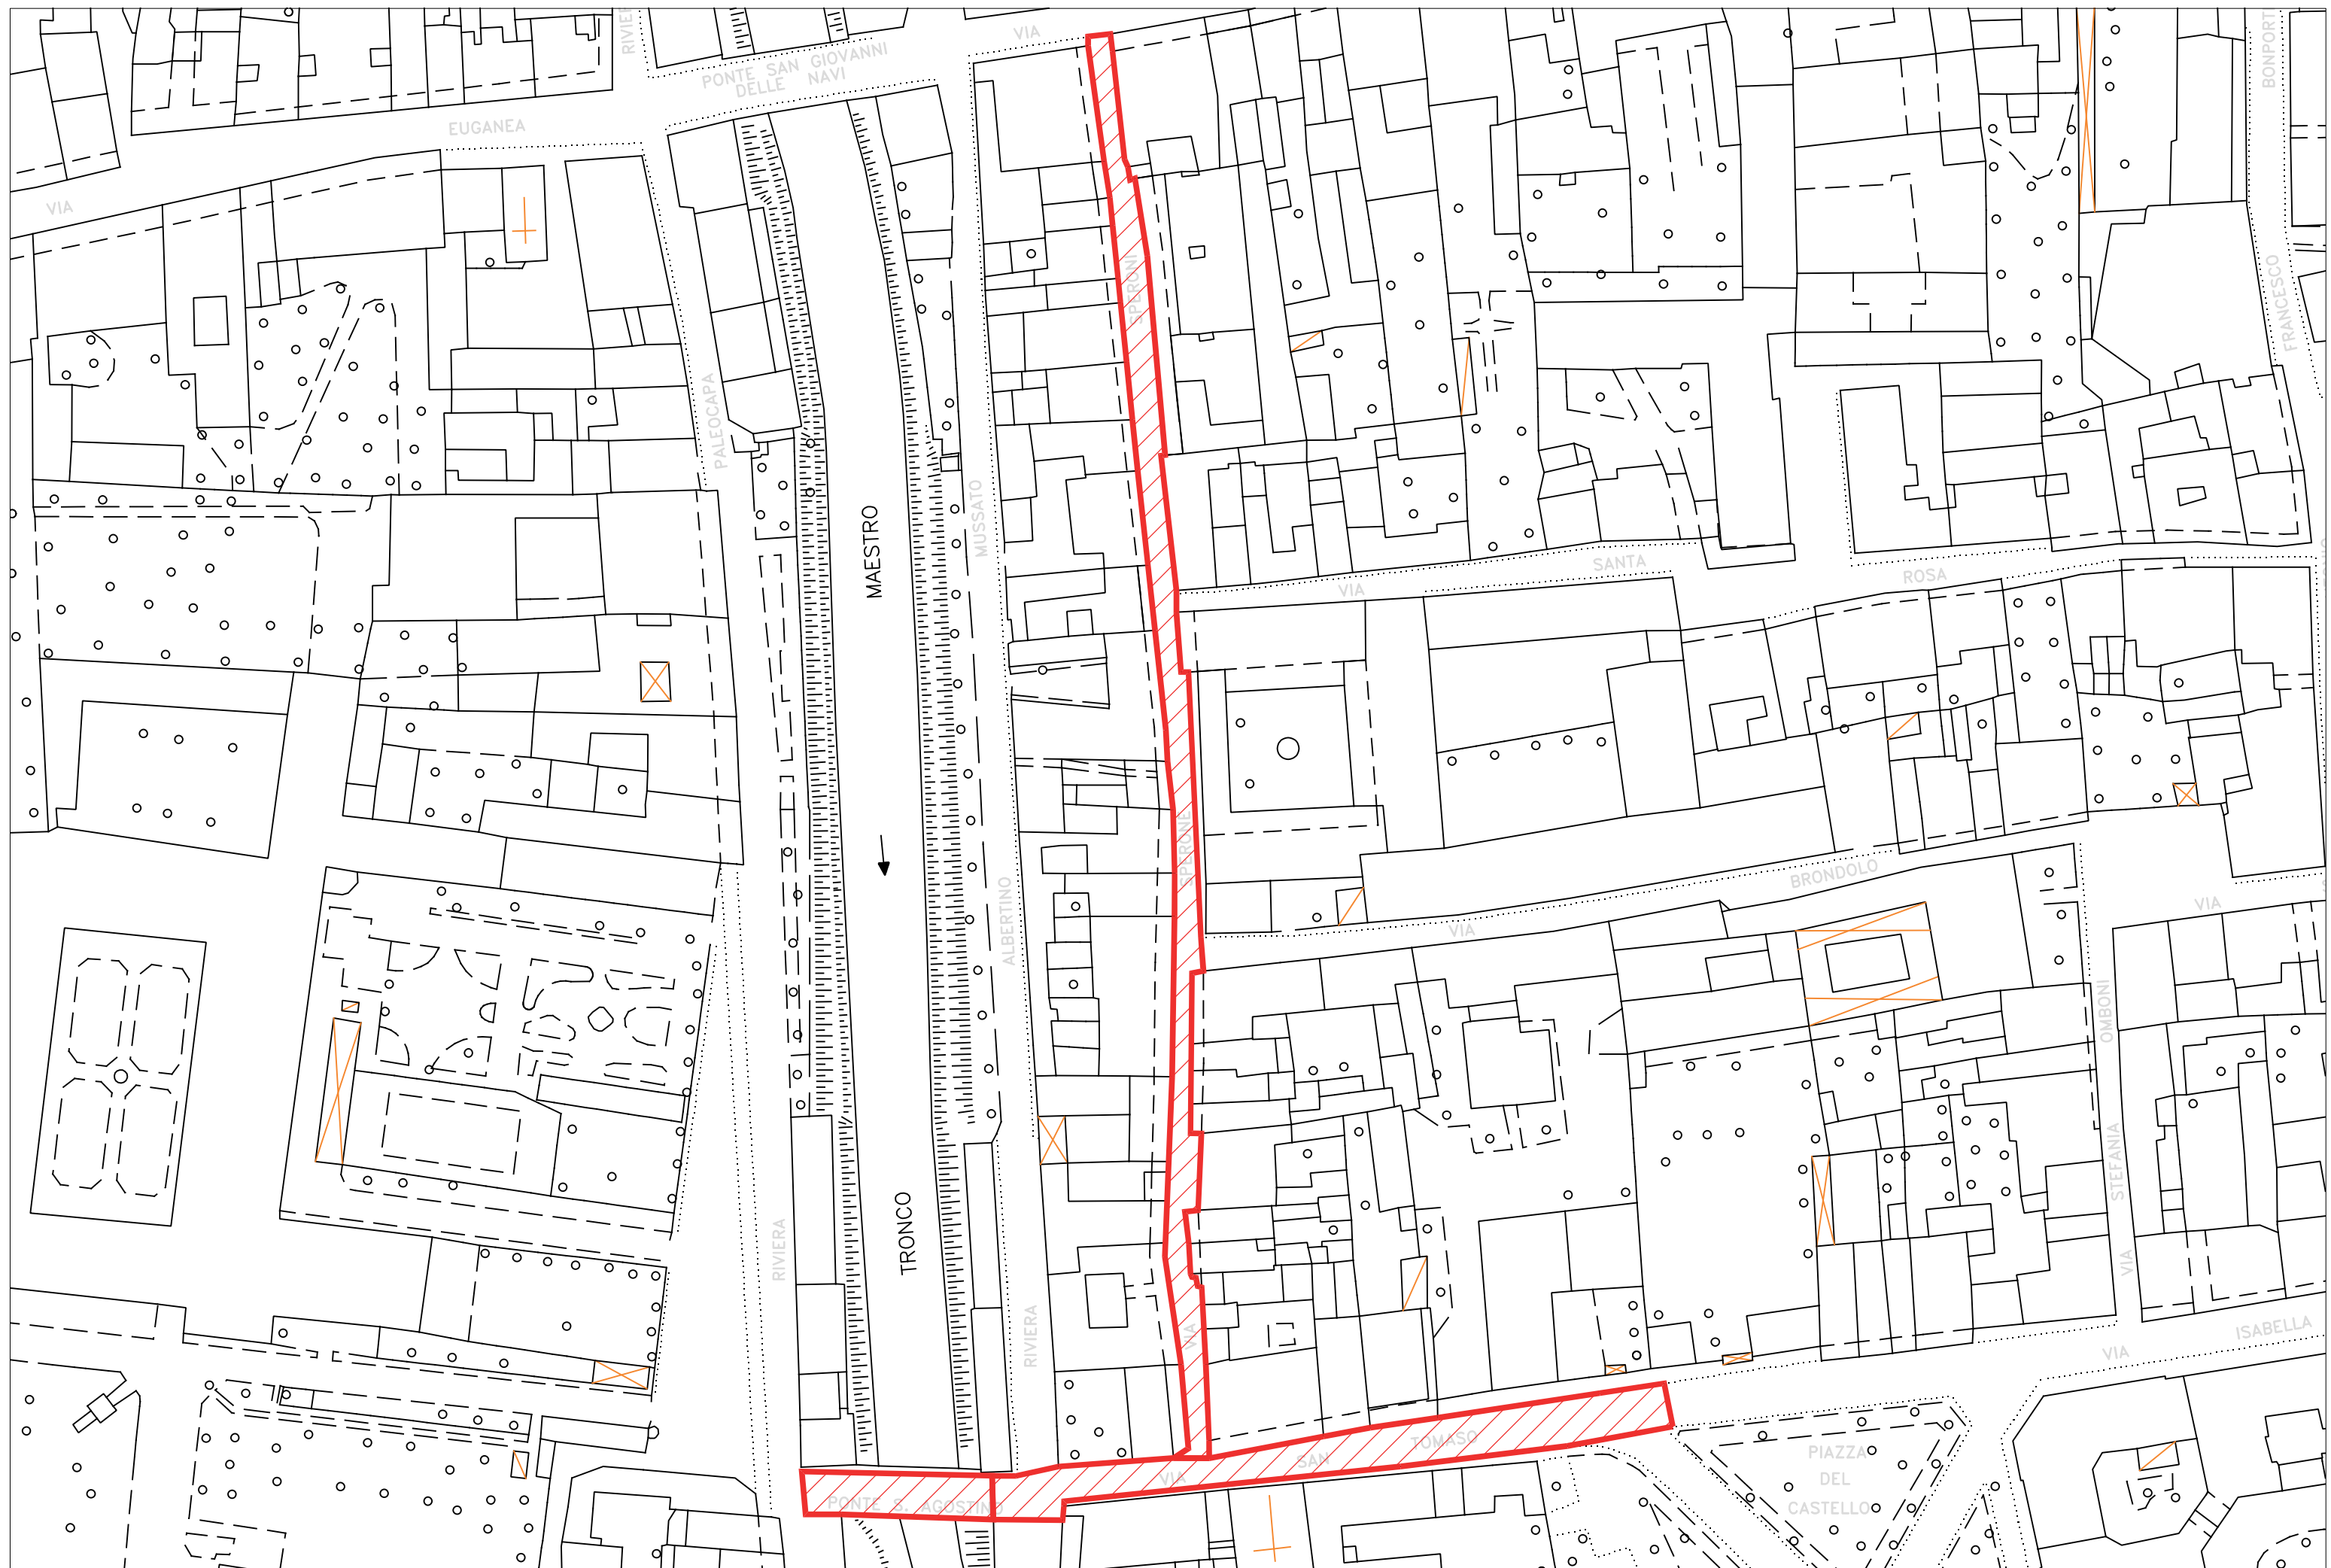 VIA
PONTE SAN GIOVANNI
DELLE NAVI
EUGANEA
VIA
BONPORTI
FRANCESCO
SPERONI
PALEOCAPA
MAESTRO
MUSSATO
VIA
SANTA
ROSA
SPERONE
ALBERTINO
VIA
BRONDOLO
VIA
OMBONI
STEFANIA
VIA
TRONCO
RIVIERA
RIVIERA
VIA
VIA
ISABELLA
PONTE S. AGOSTINO
VIA
SAN
TOMASO
PIAZZA
DEL
CASTELLO